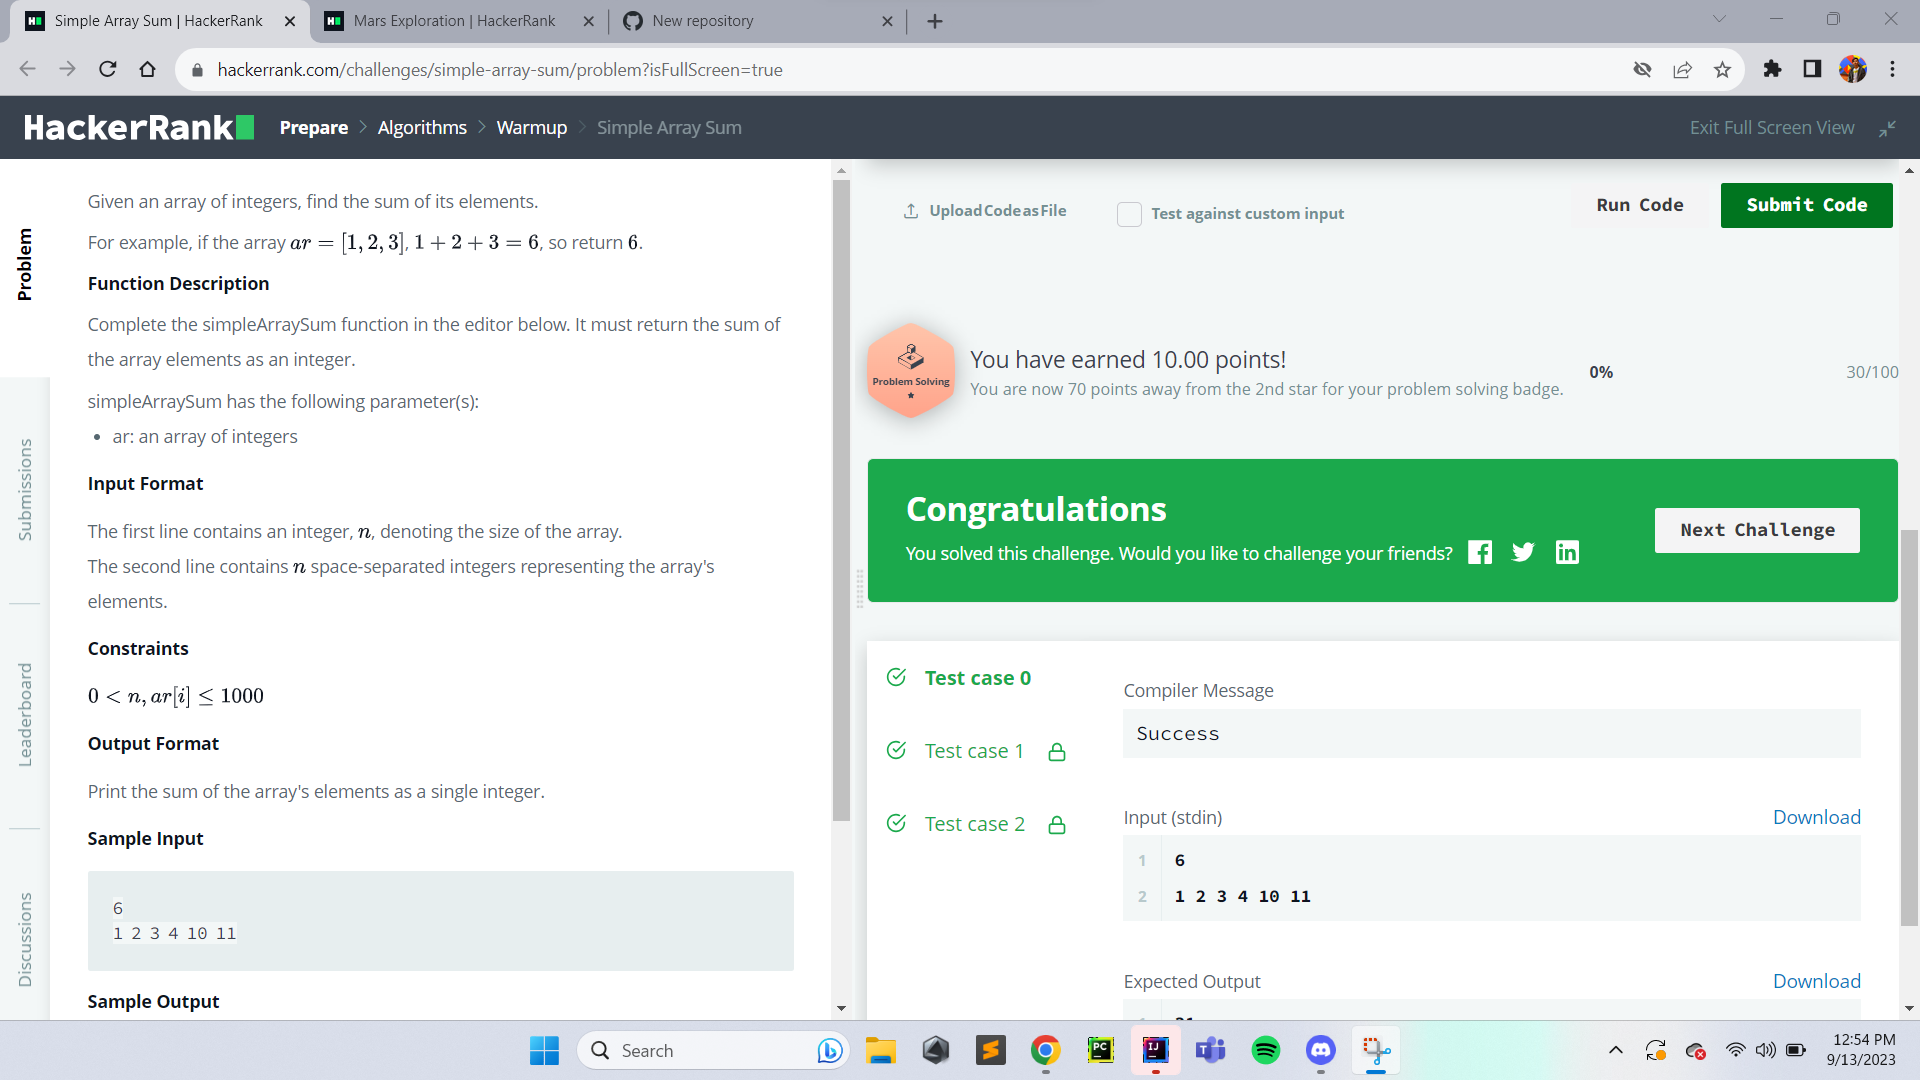 Simple Array Sum | HackerRank
Mars Exploration | HackerRank
New repository
hackerrank.com/challenges/simple-array-sum/problem?isFullScreen=true
HackerRank
Prepare > Algorithms > Warmup > Simple Array Sum
Exit Full Screen View
Problem
Submissions
Leaderboard
Discussions
Given an array of integers, find the sum of its elements.
For example, if the array ar = [1, 2, 3], 1 + 2 + 3 = 6, so return 6.
Function Description
Complete the simpleArraySum function in the editor below. It must return the sum of
the array elements as an integer.
simpleArraySum has the following parameter(s):
• ar: an array of integers
Input Format
The first line contains an integer, n, denoting the size of the array.
The second line contains n space-separated integers representing the array's
elements.
Constraints
0 < n, ar[i] ≤ 1000
Output Format
Print the sum of the array's elements as a single integer.
Sample Input
6
1 2 3 4 10 11
Sample Output
Upload Code as File
Test against custom input
Run Code
Submit Code
Problem Solving
You have earned 10.00 points!
You are now 70 points away from the 2nd star for your problem solving badge.
0%
30/100
Congratulations
You solved this challenge. Would you like to challenge your friends?
Next Challenge
Test case 0
Test case 1
Test case 2
Compiler Message
Success
Input (stdin)
Download
1 6
2 1 2 3 4 10 11
Expected Output
Download
Search
PC
IJ
12:54 PM
9/13/2023